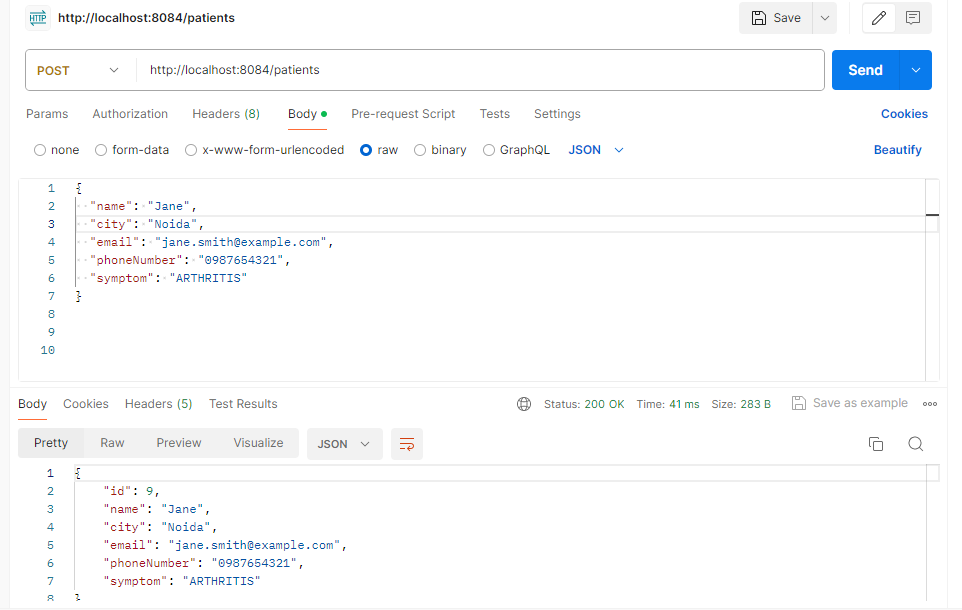 HTTP http://localhost:8084/patients Save
POST http://localhost:8084/patients Send
Params Authorization Headers (8) Body Pre-request Script Tests Settings Cookies
none form-data x-www-form-urlencoded raw binary GraphQL JSON Beautify
1 {
2 "name": "Jane",
3 "city": "Noida",
4 "email": "jane.smith@example.com",
5 "phoneNumber": "0987654321",
6 "symptom": "ARTHRITIS"
7 }
8
9
10
Body Cookies Headers (5) Test Results Status: 200 OK Time: 41 ms Size: 283 B Save as example
Pretty Raw Preview Visualize JSON
1 {
2 "id": 9,
3 "name": "Jane",
4 "city": "Noida",
5 "email": "jane.smith@example.com",
6 "phoneNumber": "0987654321",
7 "symptom": "ARTHRITIS"
8 }